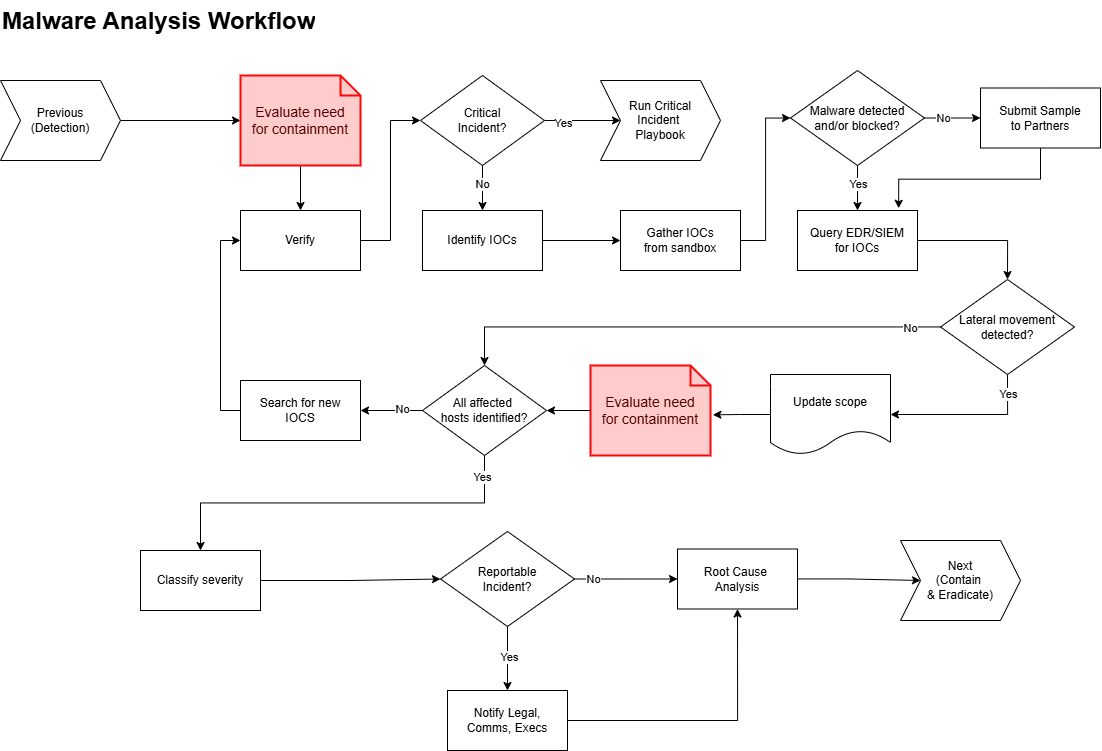 Malware Analysis Workflow
Previous
(Detection)
Evaluate need
for containment
Critical
Incident?
Yes
Run Critical
Incident
Playbook
Malware detected
and/or blocked?
No
Submit Sample
to Partners
No
Yes
Verify
Identify IOCs
Gather IOCs
from sandbox
Query EDR/SIEM
for IOCs
Lateral movement
detected?
No
Yes
Search for new
IOCS
No
All affected
hosts identified?
Evaluate need
for containment
Update scope
Yes
Classify severity
Reportable
Incident?
No
Root Cause
Analysis
Next
(Contain
& Eradicate)
Yes
Notify Legal,
Comms, Execs